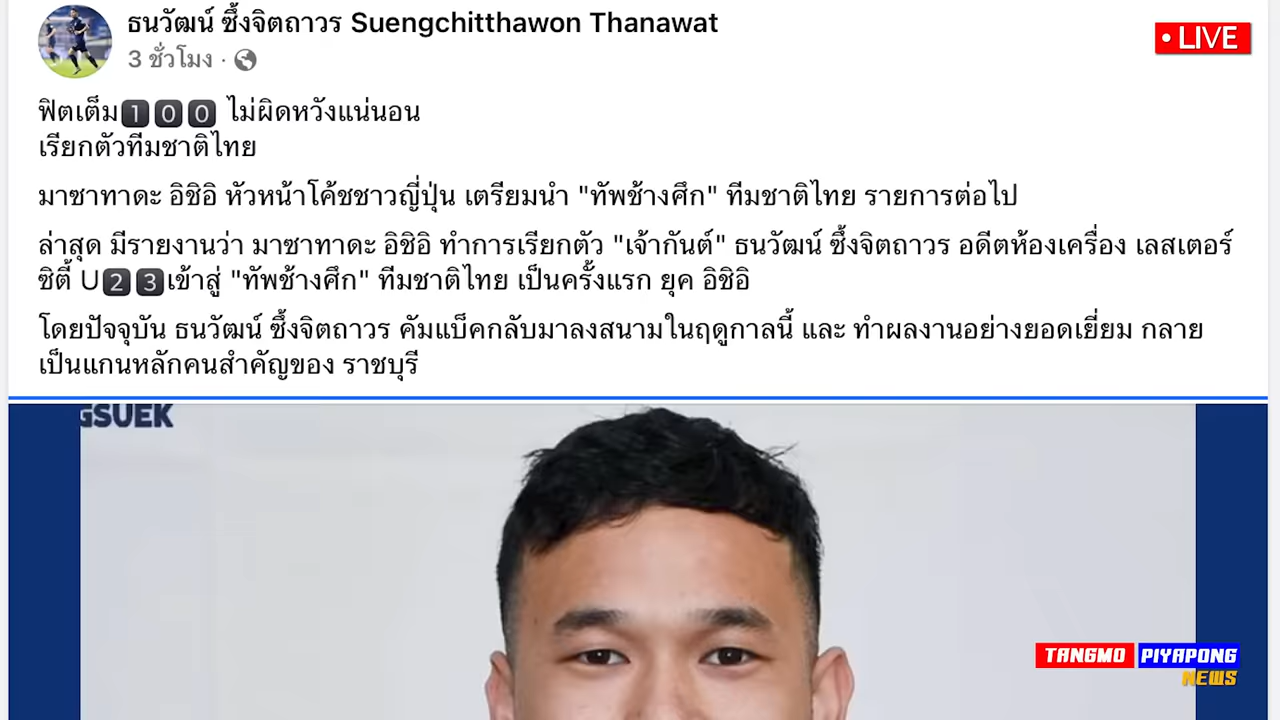 ธนวัฒน์ ซึ้งจิตถาวร Suengchitthawon Thanawat
3 ชั่วโมง ·
LIVE
ฟิตเต็ม100 ไม่ผิดหวังแน่นอน
เรียกตัวทีมชาติไทย
มาซาทาดะ อิชิอิ หัวหน้าโค้ชชาวญี่ปุ่น เตรียมนำ "ทัพช้างศึก" ทีมชาติไทย รายการต่อไป
ล่าสุด มีรายงานว่า มาซาทาดะ อิชิอิ ทำการเรียกตัว "เจ้ากันต์" ธนวัฒน์ ซึ้งจิตถาวร อดีตห้องเครื่อง เลสเตอร์
ซิตี้ U23เข้าสู่ "ทัพช้างศึก" ทีมชาติไทย เป็นครั้งแรก ยุค อิชิอิ
โดยปัจจุบัน ธนวัฒน์ ซึ้งจิตถาวร คัมแบ็คกลับมาลงสนามในฤดูกาลนี้ และ ทำผลงานอย่างยอดเยี่ยม กลาย
เป็นแกนหลักคนสำคัญของ ราชบุรี
GSUEK
TANGMO PIYAPONG
NEWS